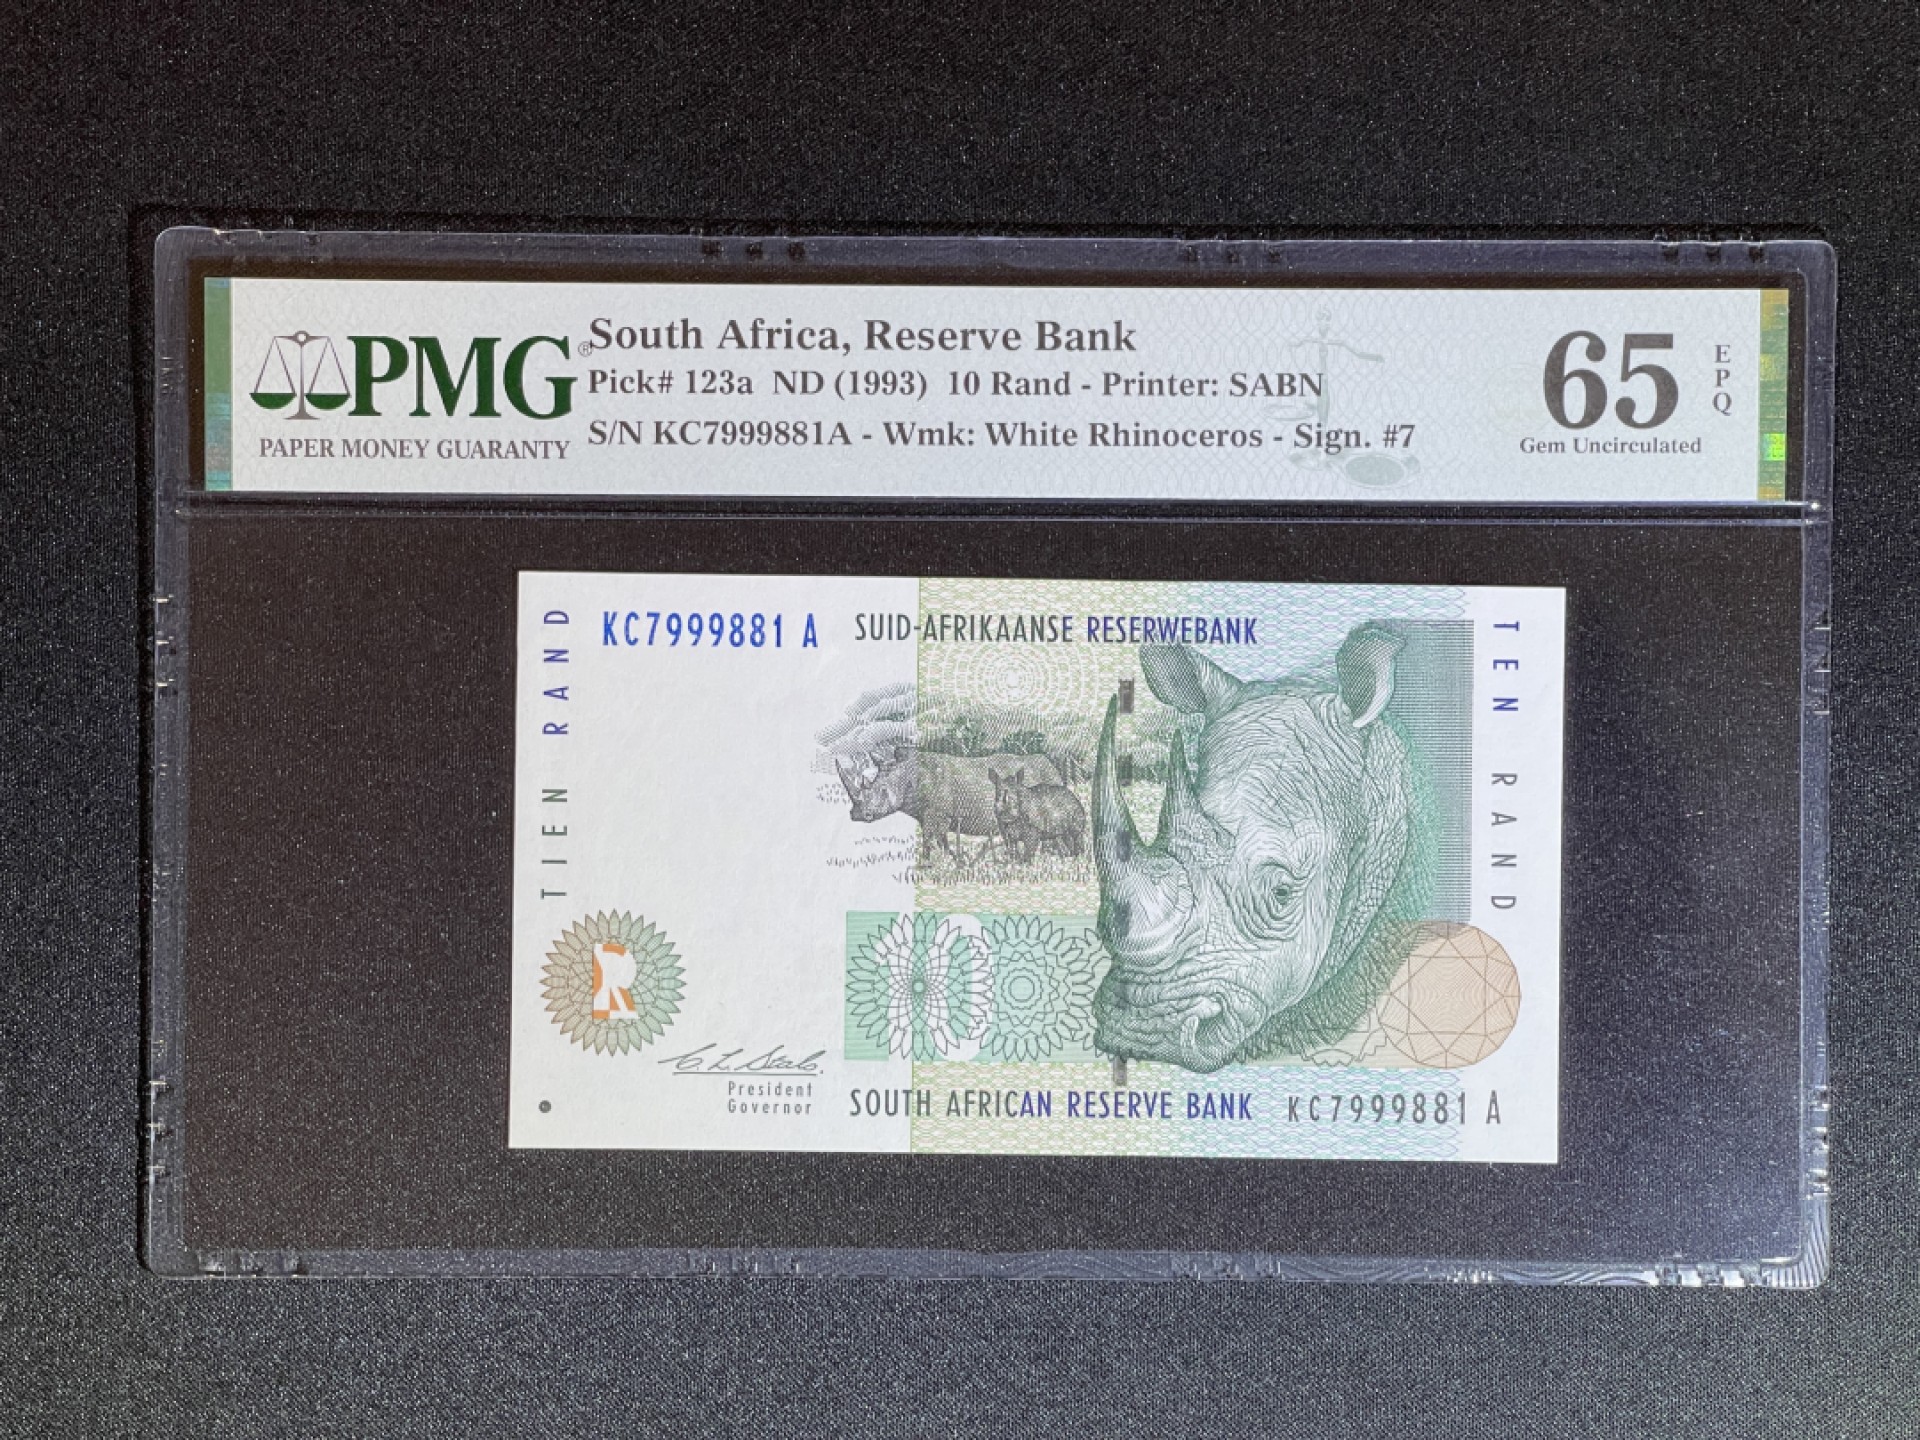 PMG®
PAPER MONEY GUARANTY
South Africa, Reserve Bank
Pick# 123a ND (1993) 10 Rand - Printer: SABN
S/N KC7999881A - Wmk: White Rhinoceros - Sign. #7
65
EPQ
Gem Uncirculated
TIEN RAND
KC7999881 A
SUID-AFRIKAANSE RESERWEBANK
TEN RAND
R
10
C. L. Stals.
President
Governor
SOUTH AFRICAN RESERVE BANK
KC7999881 A